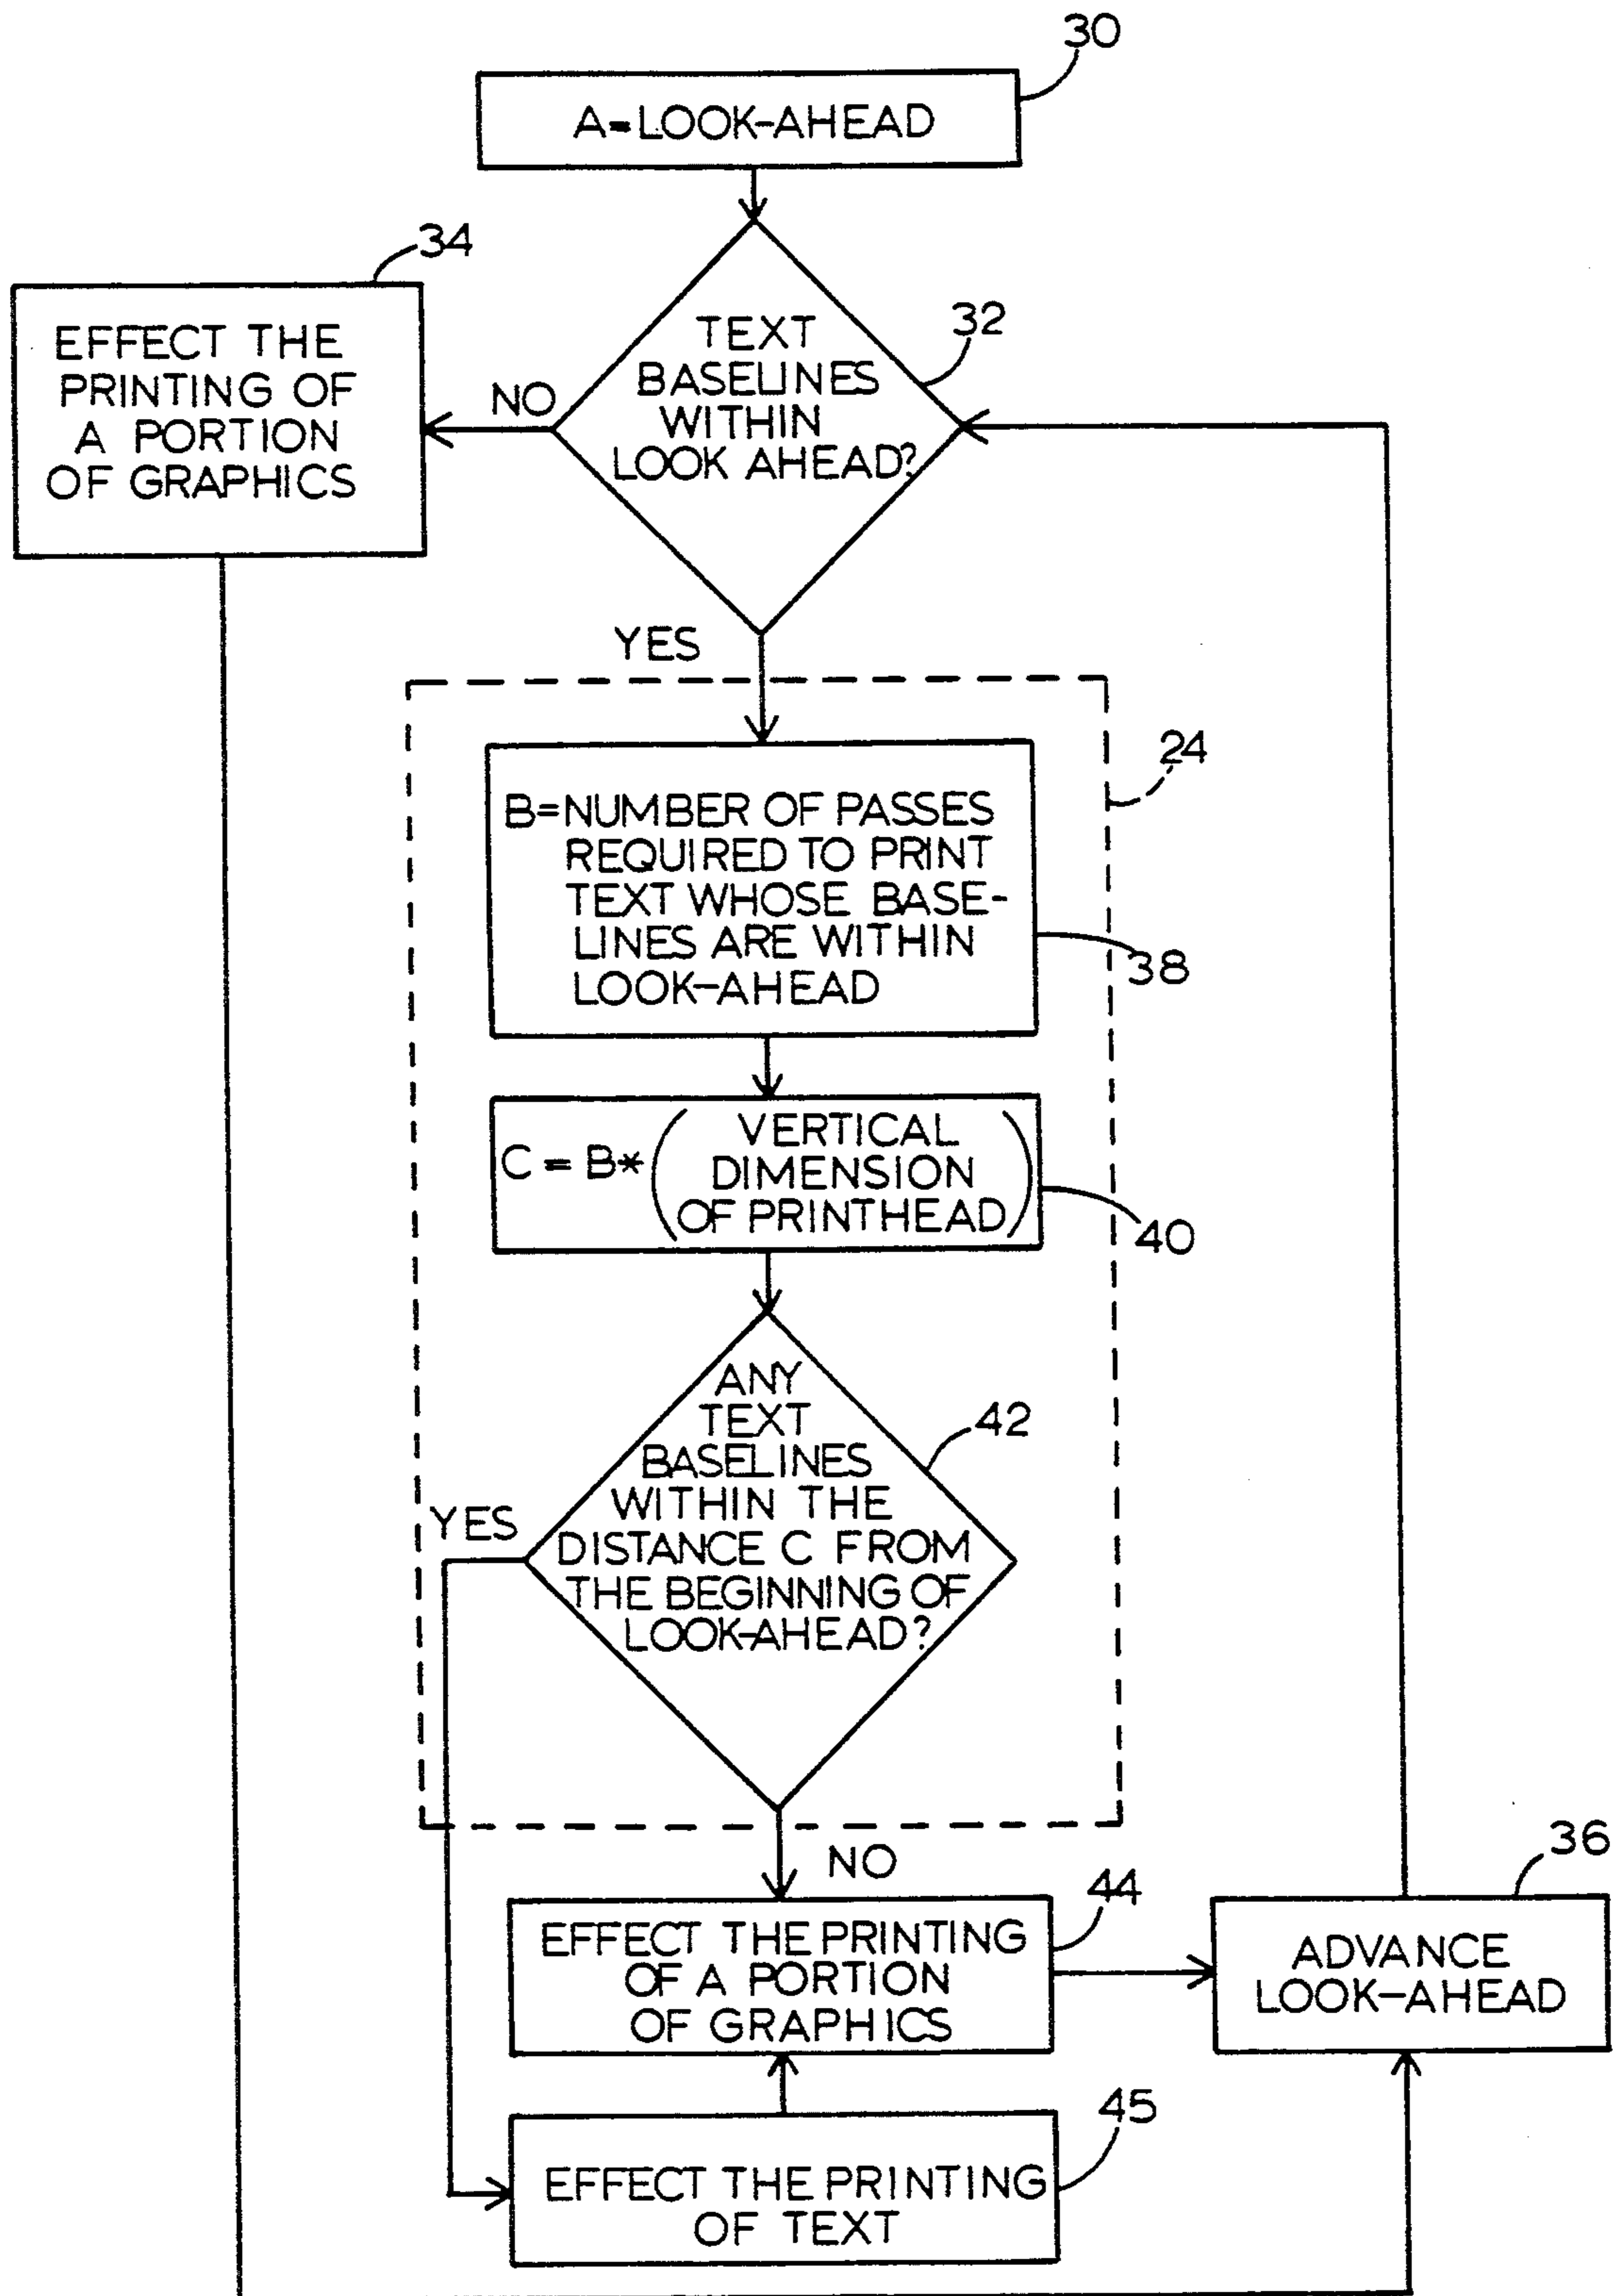 30
A=LOOK-AHEAD
34
EFFECT THE
PRINTING OF
A PORTION
OF GRAPHICS
32
TEXT
BASELINES
WITHIN
LOOK AHEAD?
NO
YES
24
B=NUMBER OF PASSES
REQUIRED TO PRINT
TEXT WHOSE BASE-
LINES ARE WITHIN
LOOK-AHEAD
38
C = B* (VERTICAL
DIMENSION
OF PRINTHEAD)
40
ANY
TEXT
BASELINES
WITHIN THE
DISTANCE C FROM
THE BEGINNING OF
LOOK-AHEAD?
42
YES
NO
44
EFFECT THE PRINTING
OF A PORTION
OF GRAPHICS
36
ADVANCE
LOOK-AHEAD
45
EFFECT THE PRINTING
OF TEXT